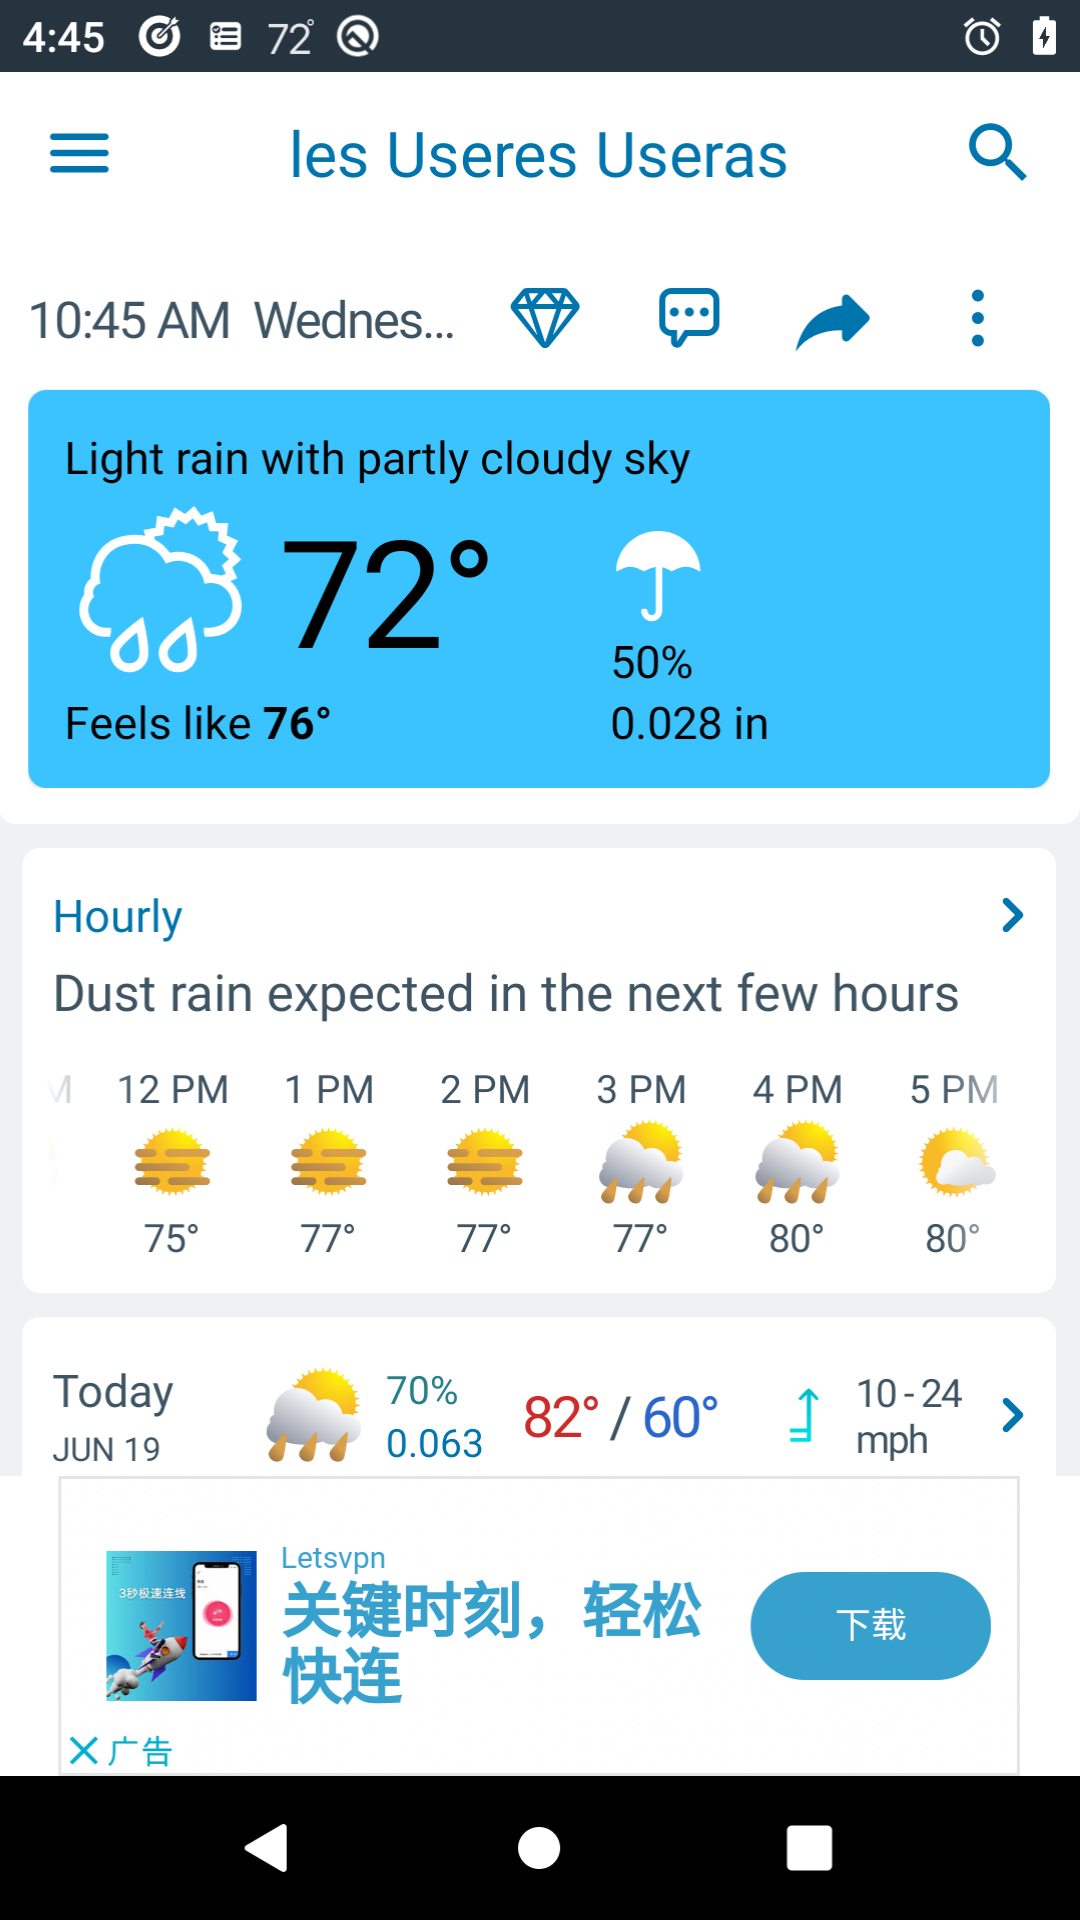 4:45 72°
les Useres Useras
10:45 AM Wednes...
Light rain with partly cloudy sky
72°
50%
Feels like 76°
0.028 in
Hourly
Dust rain expected in the next few hours
M 12 PM 1 PM 2 PM 3 PM 4 PM 5 PM
75° 77° 77° 77° 80° 80°
Today 70% 82° / 60° 10 - 24
JUN 19 0.063 mph
Letsvpn
3秒极速连线
关键时刻，轻松
快连
下载
广告